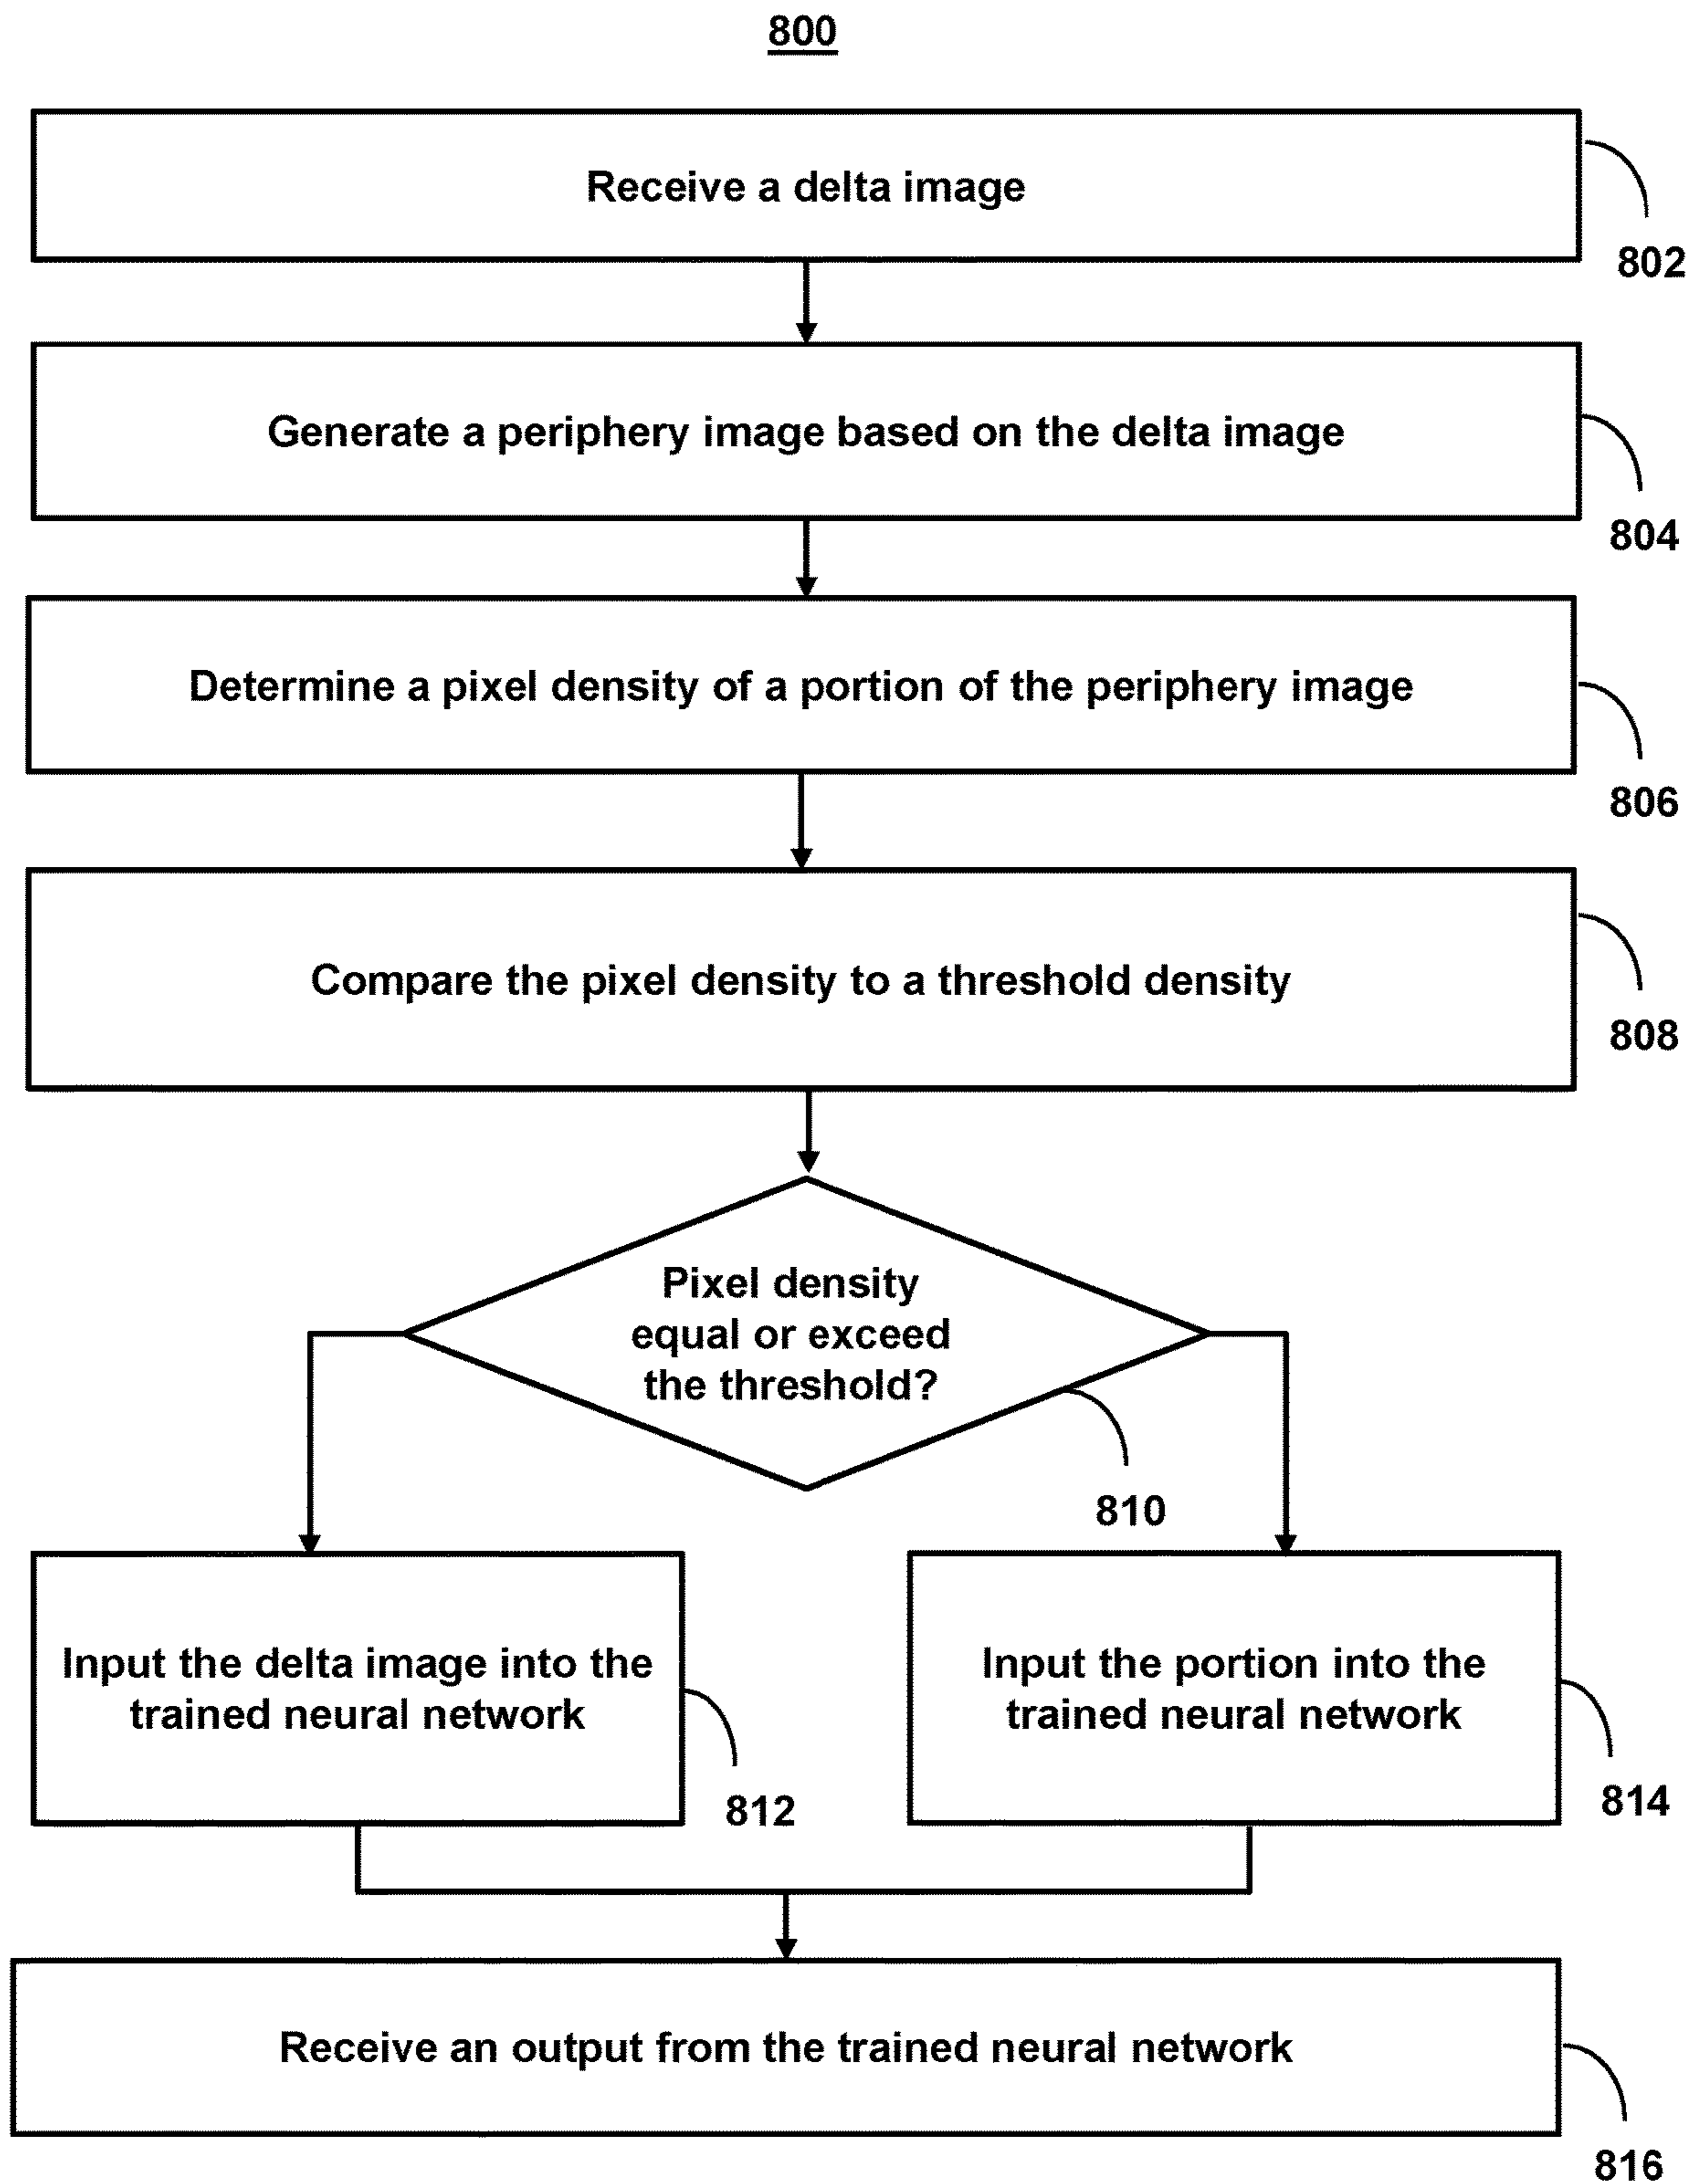 800
Receive a delta image
802
Generate a periphery image based on the delta image
804
Determine a pixel density of a portion of the periphery image
806
Compare the pixel density to a threshold density
808
Pixel density
equal or exceed
the threshold?
810
Input the delta image into the
trained neural network
812
Input the portion into the
trained neural network
814
Receive an output from the trained neural network
816